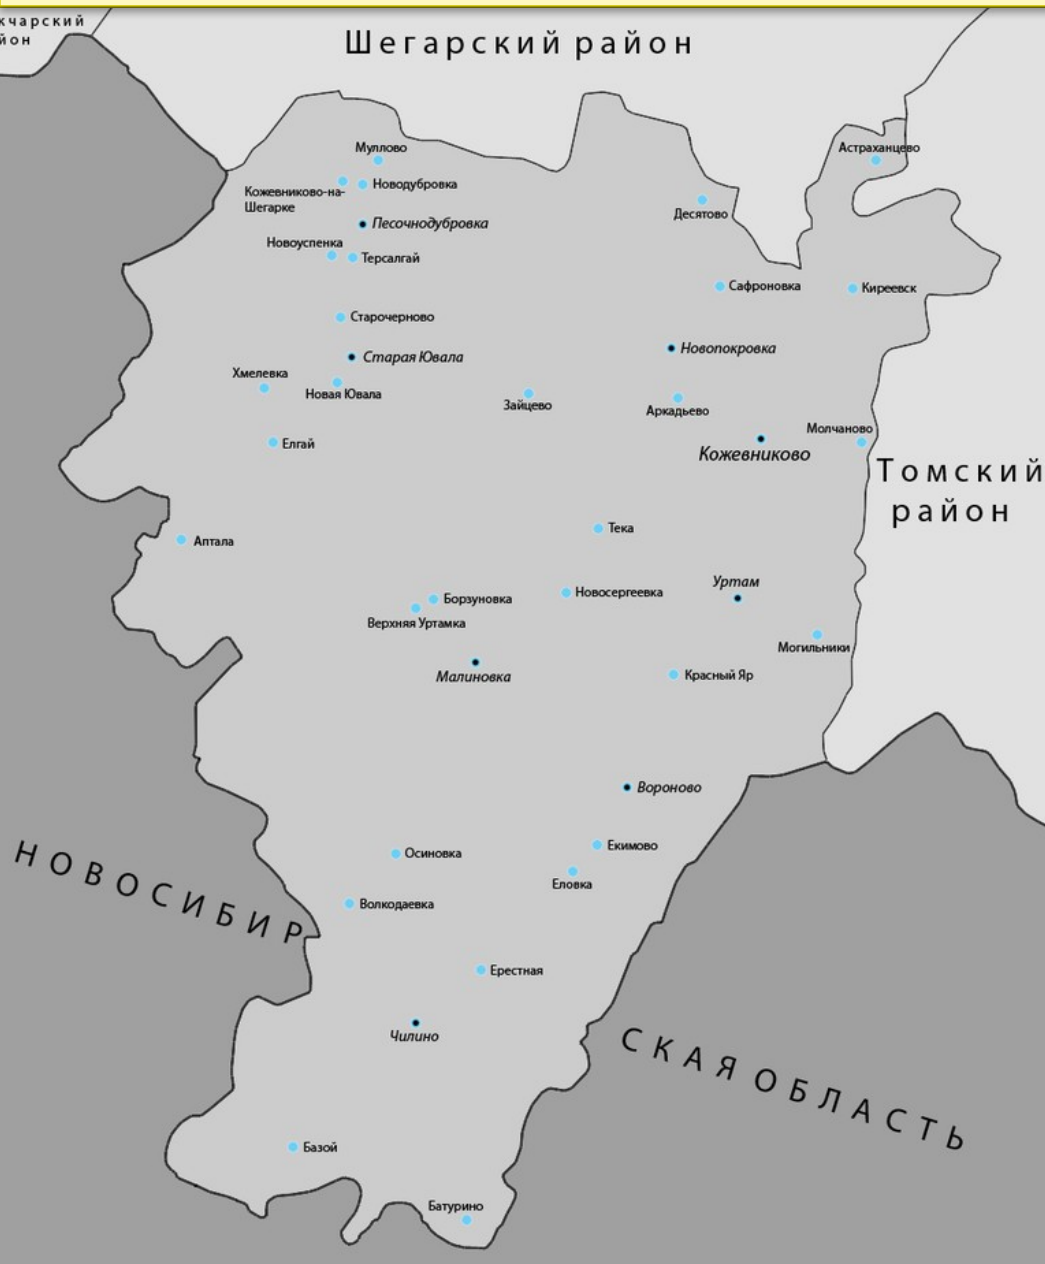 кчарский
йон
Шегарский район
Муллово
Астраханцево
Кожевниково-на-
Шегарке
Новодубровка
Десятово
Песочнодубровка
Новоуспенка
Терсалгай
Сафроновка
Киреевск
Старочерново
Новопокровка
Старая Ювала
Хмелевка
Новая Ювала
Зайцево
Аркадьево
Молчаново
Елгай
Кожевниково
Томский
район
Тека
Аптала
Уртам
Новосергеевка
Борзуновка
Верхняя Уртамка
Могильники
Малиновка
Красный Яр
Вороново
НОВОСИБИР
Осиновка
Екимово
Еловка
Волкодаевка
Ерестная
Чилино
СКАЯ ОБЛАСТЬ
Базой
Батурино